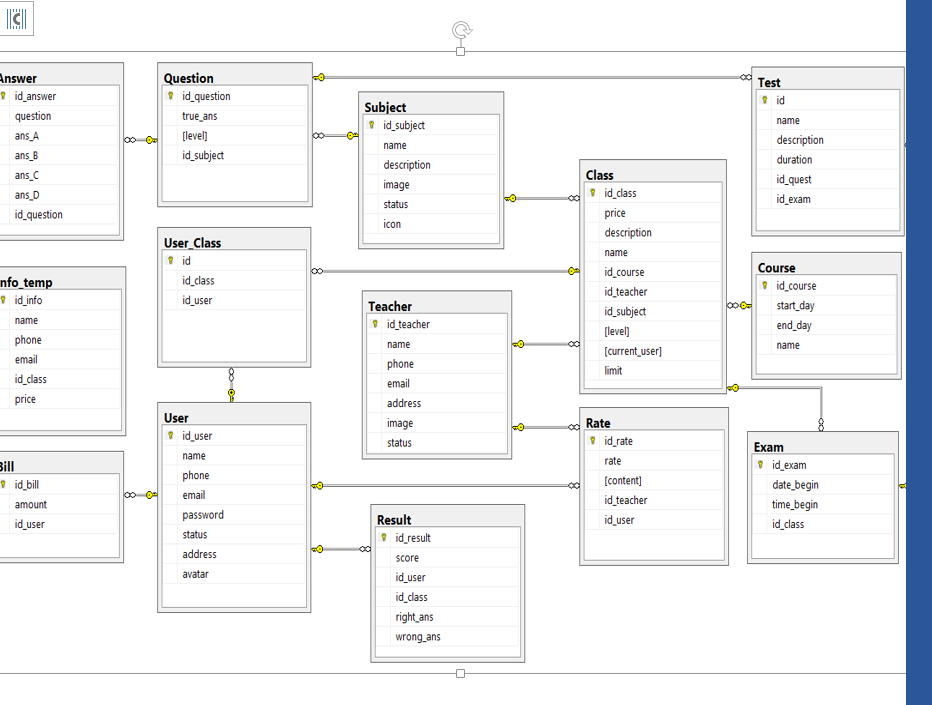 Answer
id_answer
question
ans_A
ans_B
ans_C
ans_D
id_question
Question
id_question
true_ans
[level]
id_subject
Subject
id_subject
name
description
image
status
icon
Class
id_class
price
description
name
id_course
id_teacher
id_subject
[level]
[current_user]
limit
Test
id
name
description
duration
id_quest
id_exam
User_Class
id
id_class
id_user
nfo_temp
id_info
name
phone
email
id_class
price
Teacher
id_teacher
name
phone
email
address
image
status
Course
id_course
start_day
end_day
name
User
id_user
name
phone
email
password
status
address
avatar
Rate
id_rate
rate
[content]
id_teacher
id_user
Exam
id_exam
date_begin
time_begin
id_class
Bill
id_bill
amount
id_user
Result
id_result
score
id_user
id_class
right_ans
wrong_ans